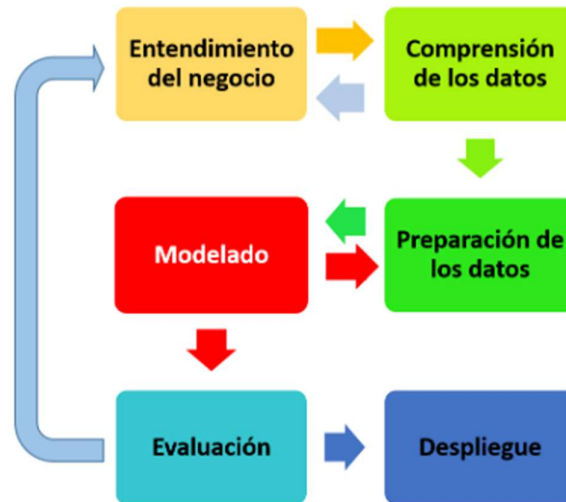 Entendimiento
del negocio
Comprensión
de los datos
Modelado
Preparación de
los datos
Evaluación
Despliegue